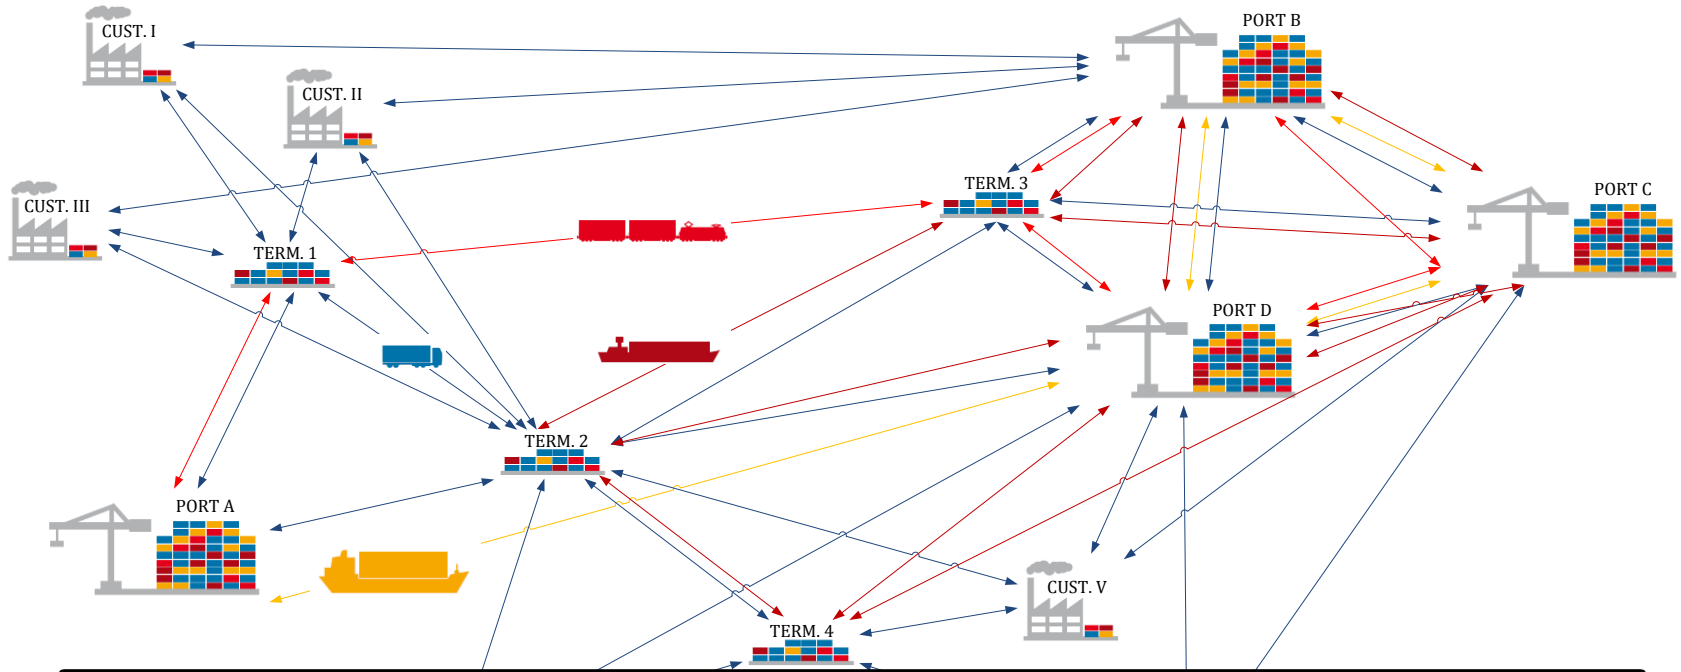 CUST. I
PORT B
CUST. II
TERM. 3
PORT C
CUST. III
TERM. 1
PORT D
TERM. 2
PORT A
CUST. V
TERM. 4